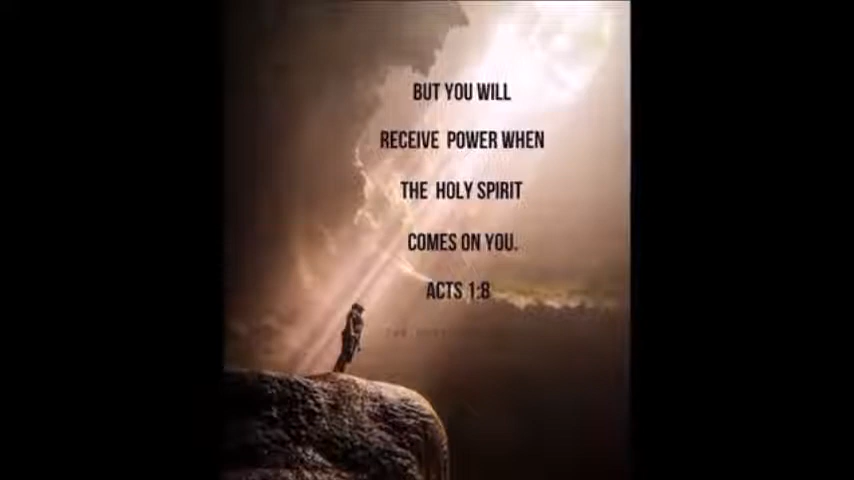 BUT YOU WILL
RECEIVE POWER WHEN
THE HOLY SPIRIT
COMES ON YOU.
ACTS 1:8